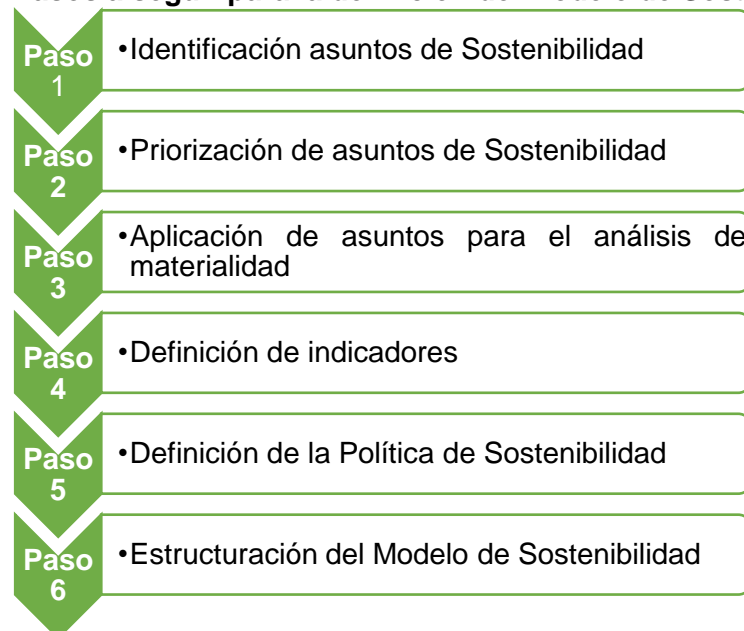 Paso 1
•Identificación asuntos de Sostenibilidad
Paso 2
•Priorización de asuntos de Sostenibilidad
Paso 3
•Aplicación de asuntos para el análisis de
materialidad
Paso 4
•Definición de indicadores
Paso 5
•Definición de la Política de Sostenibilidad
Paso 6
•Estructuración del Modelo de Sostenibilidad